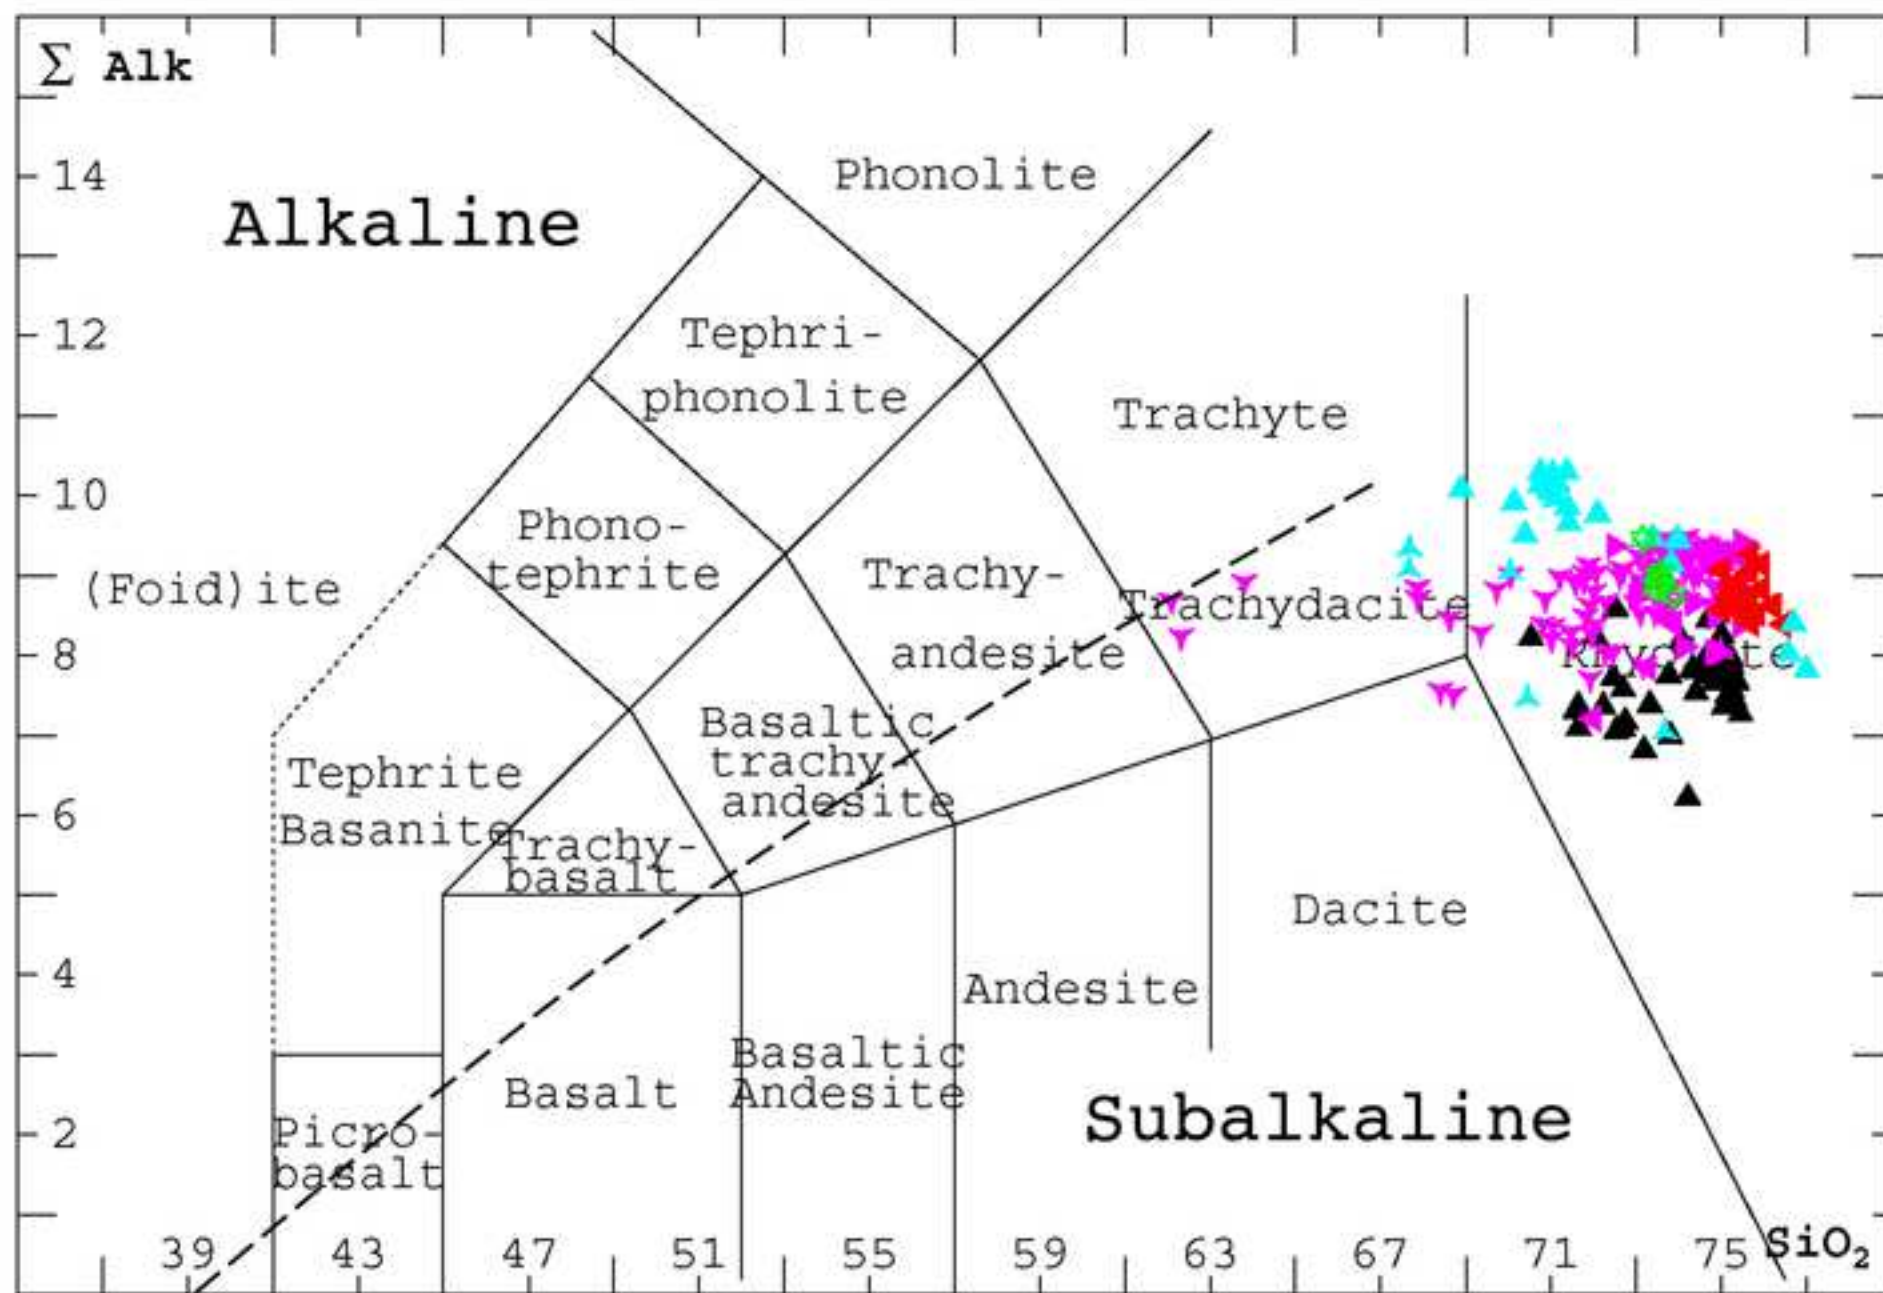 Σ Alk
14
Phonolite
Alkaline
12
Tephri-
phonolite
Trachyte
10
Phono-
tephrite
(Foid)ite
Trachy-
andesite
Trachydacite
8
Basaltic
trachy
andesite
Tephrite
Basanite
6
Trachy-
basalt
Dacite
4
Andesite
Basaltic
Andesite
Basalt
Subalkaline
2
Picro-
basalt
39 43 47 51 55 59 63 67 71 75 SiO₂